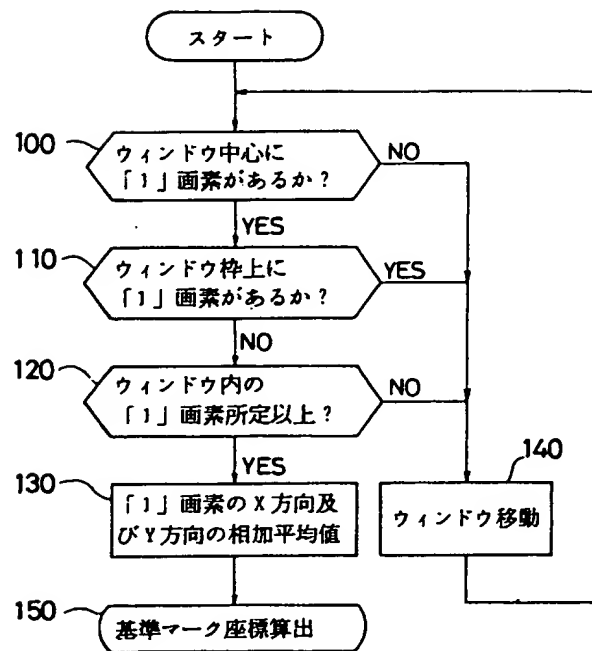 スタート
100
ウィンドウ中心に
「1」画素があるか?
NO
YES
110
ウィンドウ枠上に
「1」画素があるか?
YES
NO
120
ウィンドウ内の
「1」画素所定以上?
NO
YES
130
「1」画素のX方向及
びY方向の相加平均値
140
ウィンドウ移動
150
基準マーク座標算出